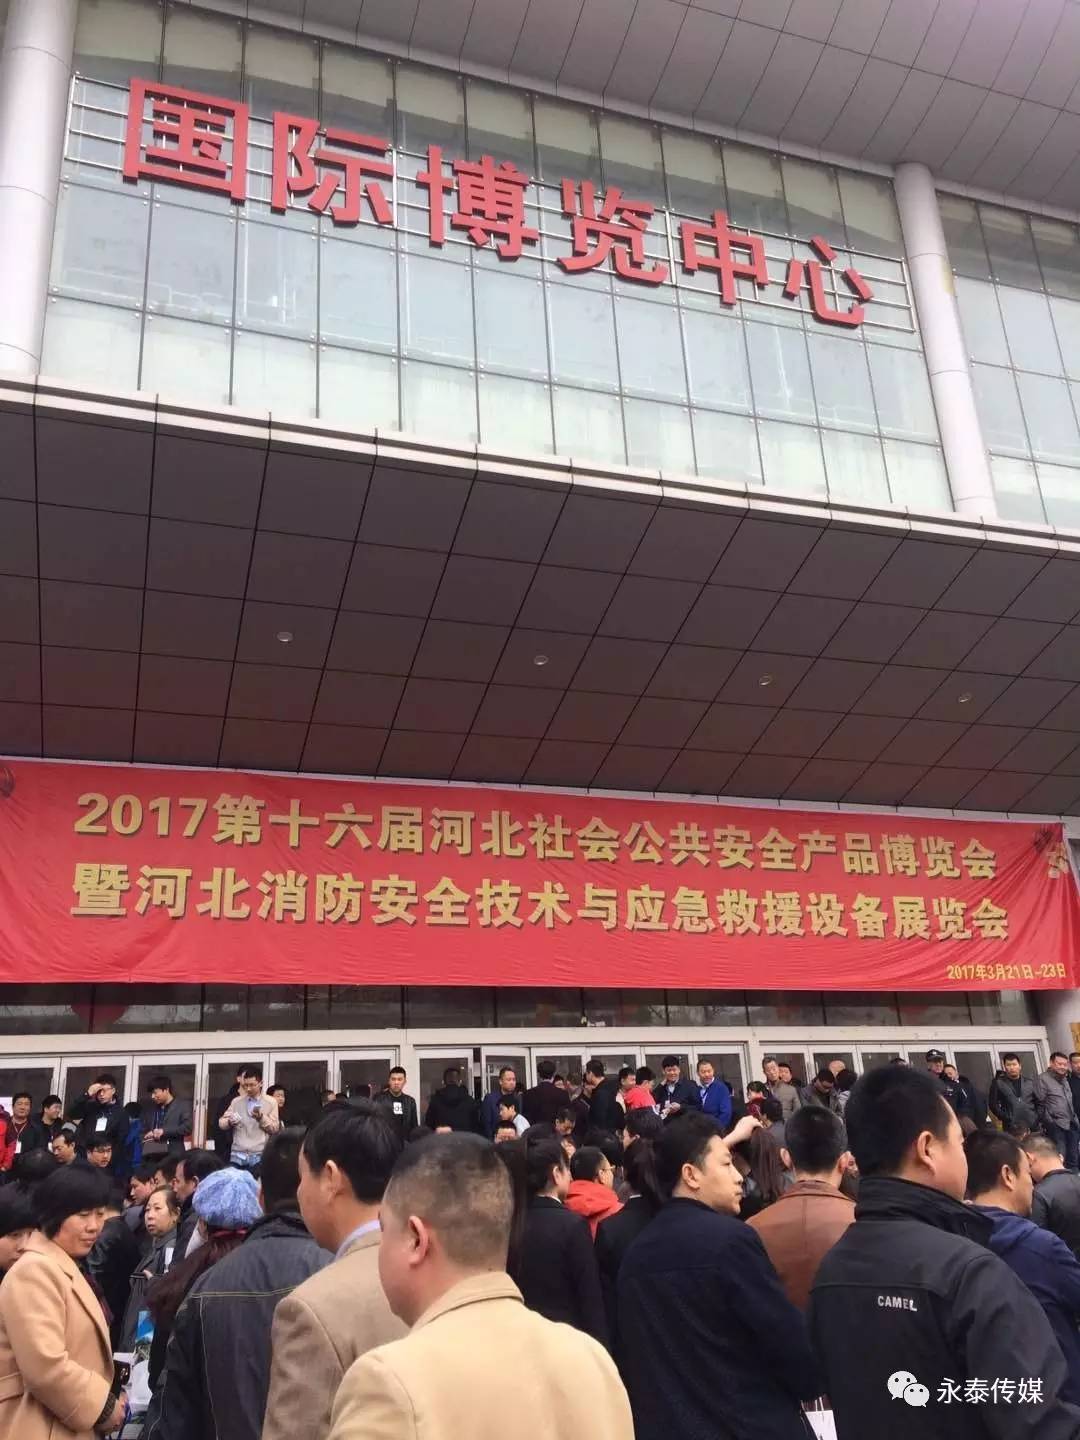 国际博览中心
2017第十六届河北社会公共安全产品博览会
暨河北消防安全技术与应急救援设备展览会
2017年3月21日-23日
CAMEL
永泰传媒